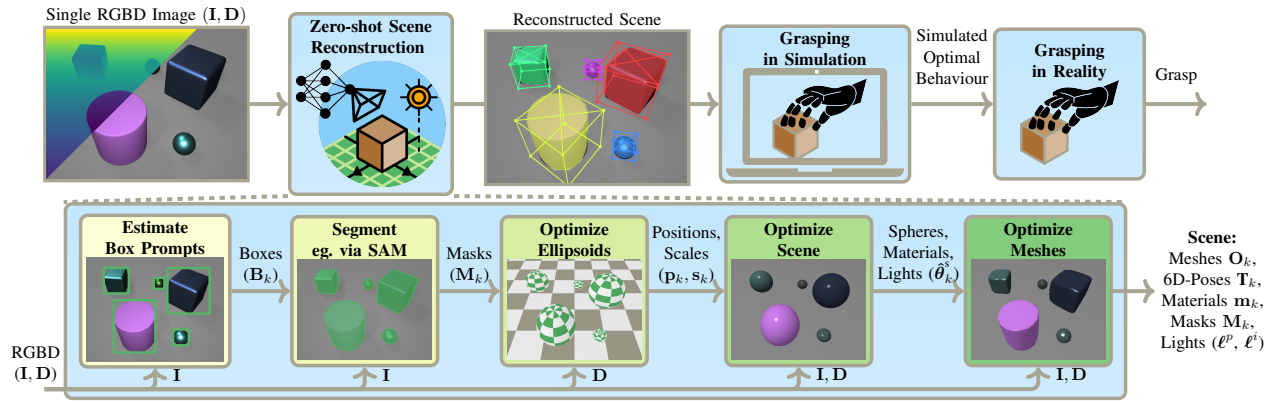 Single RGBD Image (I, D)
Zero-shot Scene
Reconstruction
Reconstructed Scene
Grasping
in Simulation
Simulated
Optimal
Behaviour
Grasping
in Reality
Grasp
Estimate
Box Prompts
Boxes
(B_k)
Segment
eg. via SAM
Masks
(M_k)
Optimize
Ellipsoids
Positions,
Scales
(p_k, s_k)
Optimize
Scene
Spheres,
Materials,
Lights (θ̂^s_k)
Optimize
Meshes
Scene:
Meshes O_k,
6D-Poses T_k,
Materials m_k,
Masks M_k,
Lights (ℓ^p, ℓ^i)
RGBD
(I, D)
I
I
D
I, D
I, D